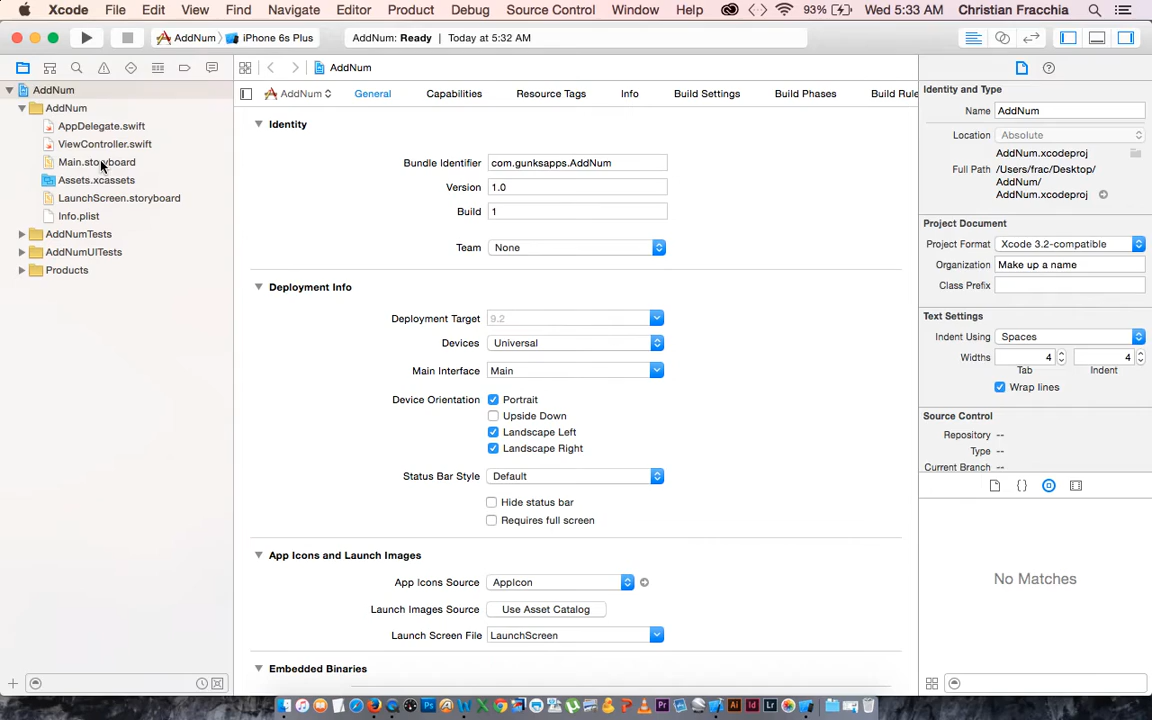 Xcode File Edit View Find Navigate Editor Product Debug Source Control Window Help 93% Wed 5:33 AM Christian Fracchia
AddNum iPhone 6s Plus AddNum: Ready Today at 5:32 AM
AddNum
AddNum
AppDelegate.swift
ViewController.swift
Main.storyboard
Assets.xcassets
LaunchScreen.storyboard
Info.plist
AddNumTests
AddNumUITests
Products
AddNum
AddNum General Capabilities Resource Tags Info Build Settings Build Phases Build Rule
Identity
Bundle Identifier com.gunksapps.AddNum
Version 1.0
Build 1
Team None
Deployment Info
Deployment Target 9.2
Devices Universal
Main Interface Main
Device Orientation Portrait
Upside Down
Landscape Left
Landscape Right
Status Bar Style Default
Hide status bar
Requires full screen
App Icons and Launch Images
App Icons Source AppIcon
Launch Images Source Use Asset Catalog
Launch Screen File LaunchScreen
Embedded Binaries
Identity and Type
Name AddNum
Location Absolute
AddNum.xcodeproj
Full Path /Users/frac/Desktop/
AddNum/
AddNum.xcodeproj
Project Document
Project Format Xcode 3.2-compatible
Organization Make up a name
Class Prefix
Text Settings
Indent Using Spaces
Widths 4 4
Tab Indent
Wrap lines
Source Control
Repository --
Type --
Current Branch --
No Matches